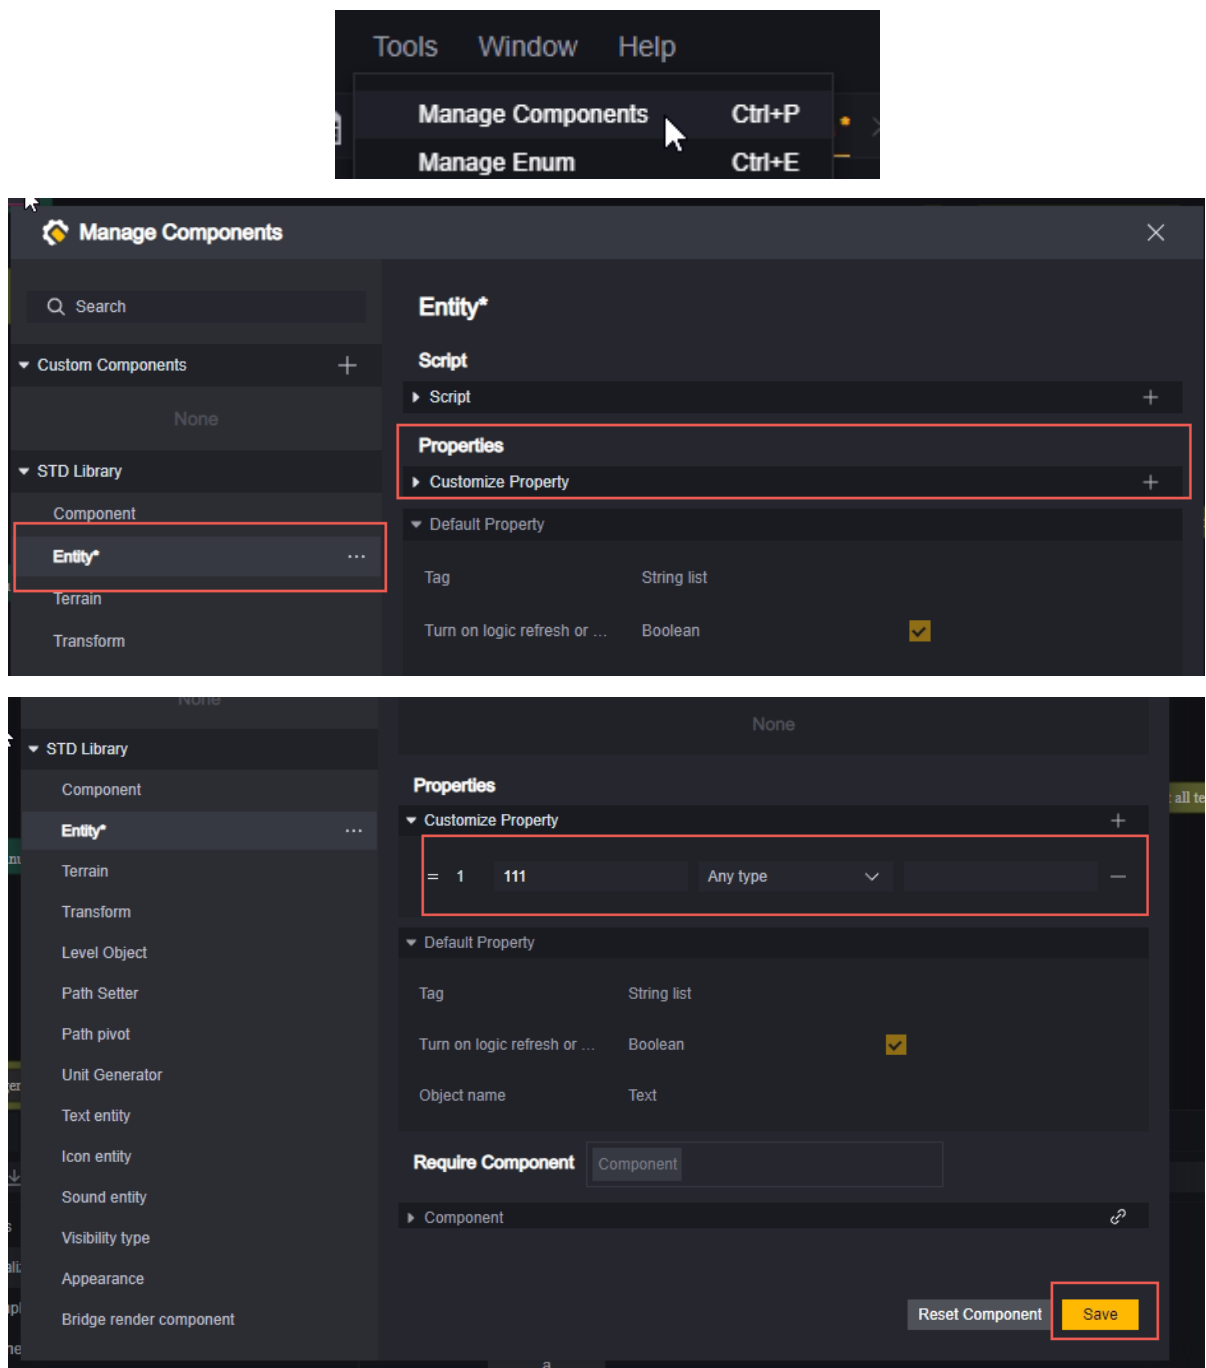 Tools Window Help
Manage Components Ctrl+P
Manage Enum Ctrl+E
Manage Components
Search
Entity*
Script
Custom Components
Script
None
Properties
STD Library
Customize Property
Component
Default Property
Entity*
Tag String list
Terrain
Turn on logic refresh or ... Boolean
Transform
None
None
STD Library
Properties
Component
all te
Customize Property
Entity*
= 1 111 Any type
Terrain
Transform
Default Property
Level Object
Tag String list
Path Setter
Path pivot
Turn on logic refresh or ... Boolean
Unit Generator
Object name Text
Text entity
Icon entity
Require Component Component
Sound entity
Component
Visibility type
Appearance
Bridge render component
Reset Component Save
a